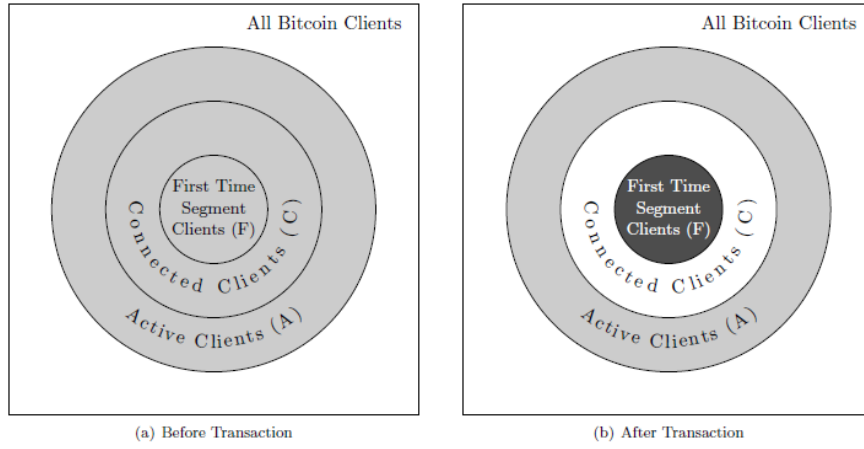 All Bitcoin Clients
First Time
Segment
Clients (F)
Connected Clients (C)
Active Clients (A)
(a) Before Transaction
All Bitcoin Clients
First Time
Segment
Clients (F)
Connected Clients (C)
Active Clients (A)
(b) After Transaction